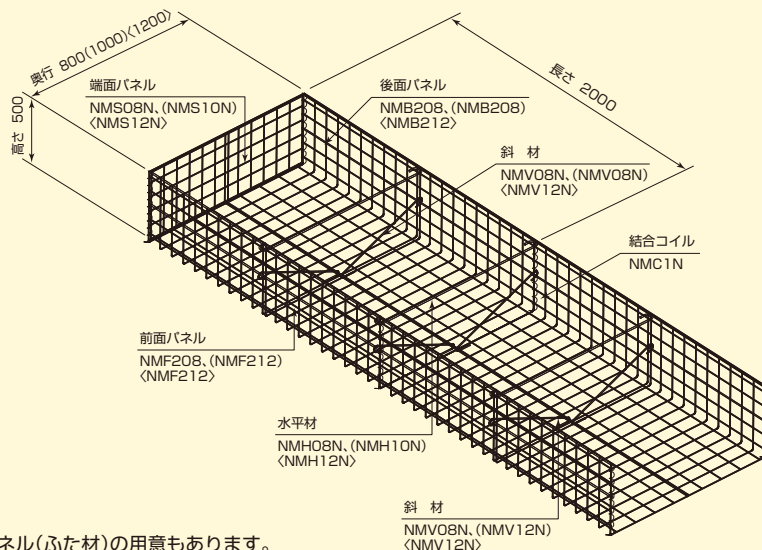 奥行 800(1000)〈1200〉
高さ 500
長さ 2000
端面パネル
NMS08N、(NMS10N)
〈NMS12N〉
後面パネル
NMB208、(NMB208)
〈NMB212〉
斜 材
NMV08N、(NMV08N)
〈NMV12N〉
結合コイル
NMC1N
前面パネル
NMF208、(NMF212)
〈NMF212〉
水平材
NMH08N、(NMH10N)
〈NMH12N〉
斜 材
NMV08N、(NMV12N)
〈NMV12N〉
ネル(ふた材)の用意もあります。